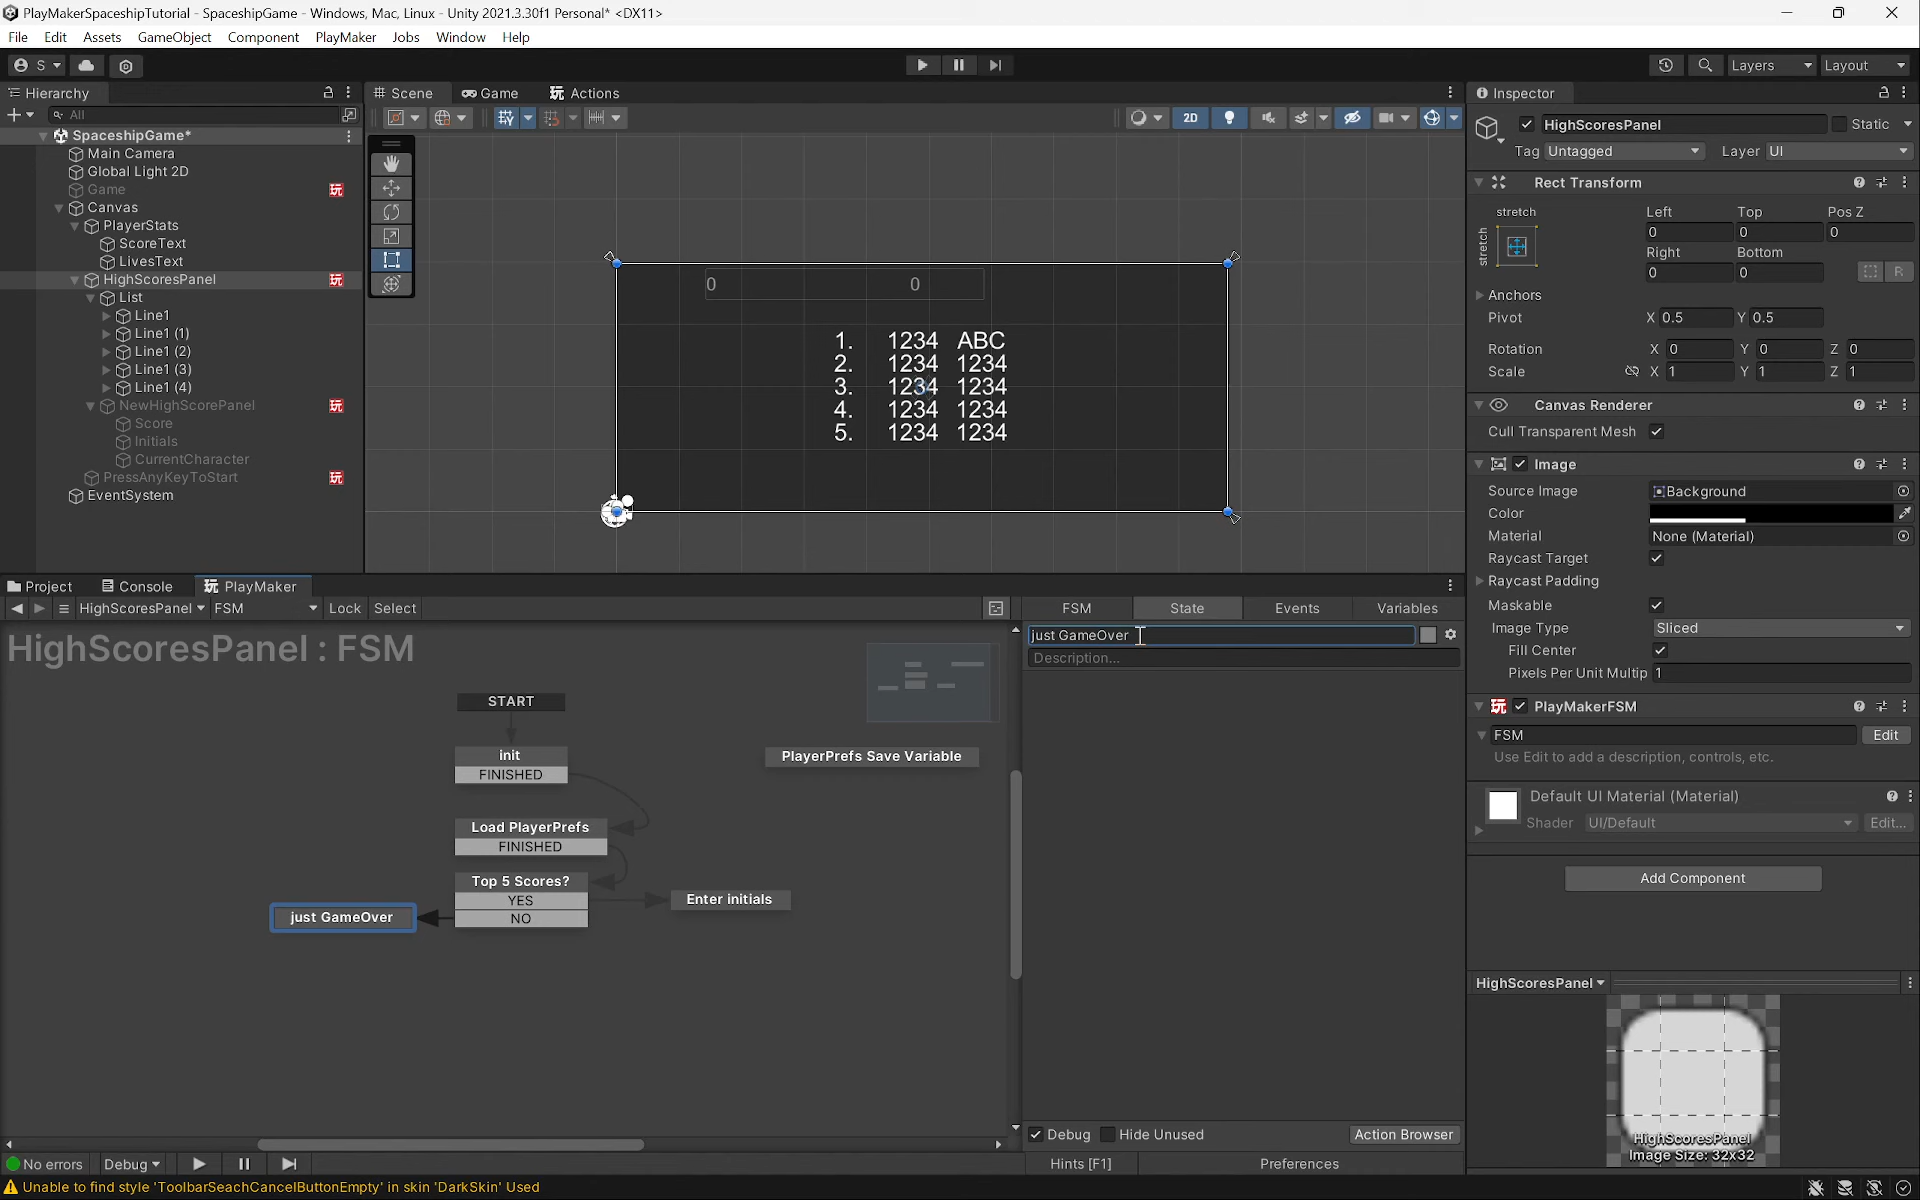 PlayMakerSpaceshipTutorial - SpaceshipGame - Windows, Mac, Linux - Unity 2021.3.30f1 Personal* <DX11>
File Edit Assets GameObject Component PlayMaker Jobs Window Help
S Layers Layout
Hierarchy
All
SpaceshipGame*
Main Camera
Global Light 2D
Game 玩
Canvas
PlayerStats
ScoreText
LivesText
HighScoresPanel 玩
List
Line1
Line1 (1)
Line1 (2)
Line1 (3)
Line1 (4)
NewHighScorePanel 玩
Score
Initials
CurrentCharacter
PressAnyKeyToStart 玩
EventSystem
Scene Game 玩 Actions
2D
0 0
1. 1234 ABC
2. 1234 1234
3. 1234 1234
4. 1234 1234
5. 1234 1234
Inspector
HighScoresPanel Static
Tag Untagged Layer UI
Rect Transform
stretch Left Top Pos Z
stretch 0 0 0
Right Bottom
0 0 R
Anchors
Pivot X 0.5 Y 0.5
Rotation X 0 Y 0 Z 0
Scale X 1 Y 1 Z 1
Canvas Renderer
Cull Transparent Mesh
Image
Source Image Background
Color
Material None (Material)
Raycast Target
Raycast Padding
Maskable
Image Type Sliced
Fill Center
Pixels Per Unit Multip 1
玩 PlayMakerFSM
FSM Edit
Use Edit to add a description, controls, etc.
Default UI Material (Material)
Shader UI/Default Edit...
Add Component
HighScoresPanel
HighScoresPanel
Image Size: 32x32
Project Console 玩 PlayMaker
HighScoresPanel FSM Lock Select
HighScoresPanel : FSM
START
init
FINISHED
PlayerPrefs Save Variable
Load PlayerPrefs
FINISHED
Top 5 Scores?
YES
NO
Enter initials
just GameOver
FSM State Events Variables
just GameOver
Description...
Debug Hide Unused Action Browser
No errors Debug Hints [F1] Preferences
Unable to find style 'ToolbarSeachCancelButtonEmpty' in skin 'DarkSkin' Used